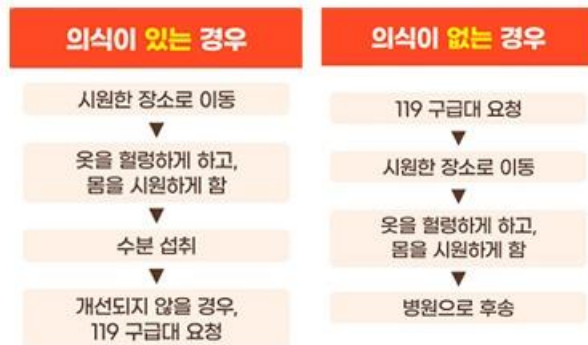 의식이 있는 경우
시원한 장소로 이동
▼
옷을 헐렁하게 하고,
몸을 시원하게 함
▼
수분 섭취
▼
개선되지 않을 경우,
119 구급대 요청
의식이 없는 경우
119 구급대 요청
▼
시원한 장소로 이동
▼
옷을 헐렁하게 하고,
몸을 시원하게 함
▼
병원으로 후송